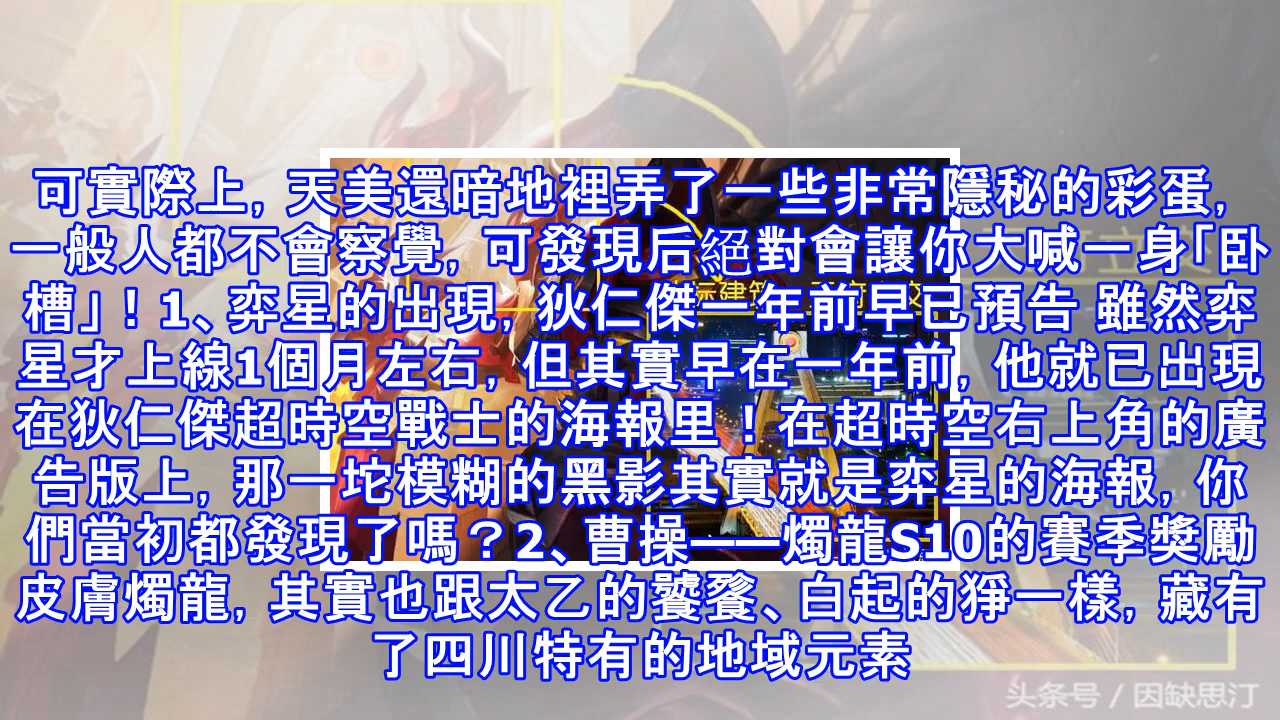 可實際上, 天美還暗地裡弄了一些非常隱秘的彩蛋,
一般人都不會察覺, 可發現后絕對會讓你大喊一身「卧
槽」! 1、弈星的出現, 狄仁傑一年前早已預告 雖然弈
星才上線1個月左右, 但其實早在一年前, 他就已出現
在狄仁傑超時空戰士的海報里！在超時空右上角的廣
告版上, 那一坨模糊的黑影其實就是弈星的海報, 你
們當初都發現了嗎？2、曹操——燭龍S10的賽季獎勵
皮膚燭龍, 其實也跟太乙的饕餮、白起的猙一樣, 藏有
了四川特有的地域元素
头条号 / 因缺思汀